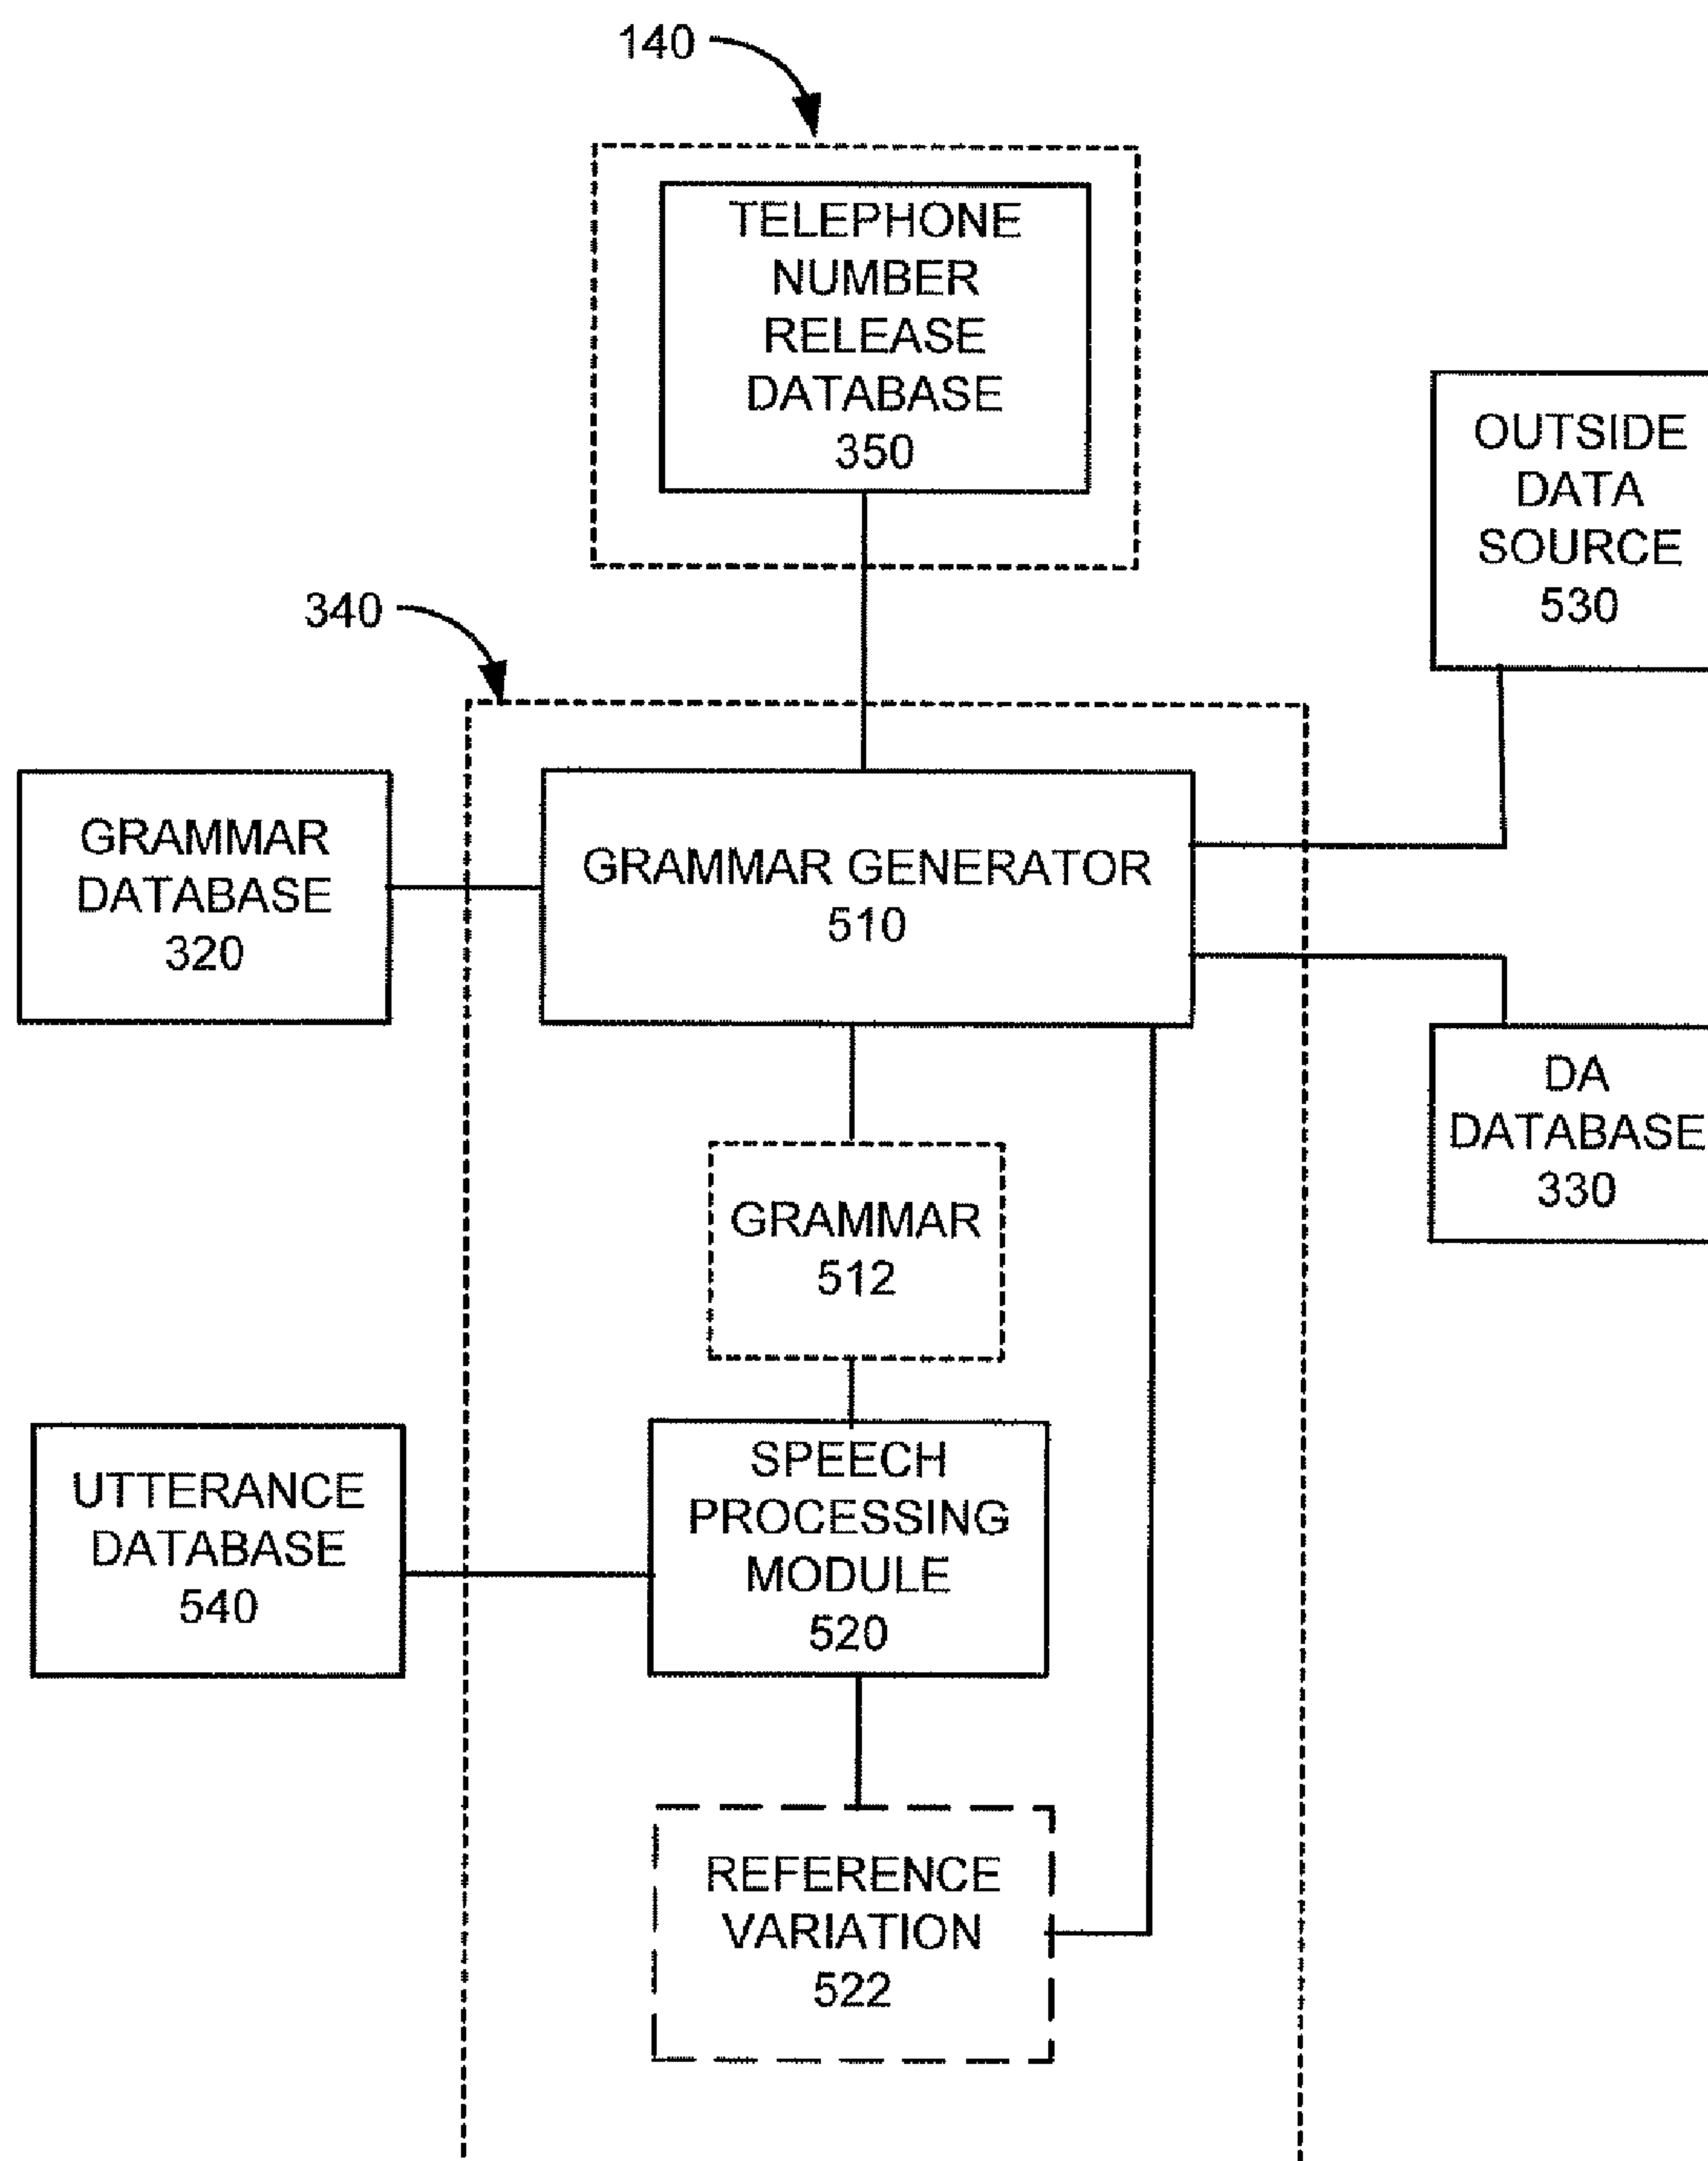 140
TELEPHONE
NUMBER
RELEASE
DATABASE
350
OUTSIDE
DATA
SOURCE
530
340
GRAMMAR
DATABASE
320
GRAMMAR GENERATOR
510
DA
DATABASE
330
GRAMMAR
512
UTTERANCE
DATABASE
540
SPEECH
PROCESSING
MODULE
520
REFERENCE
VARIATION
522